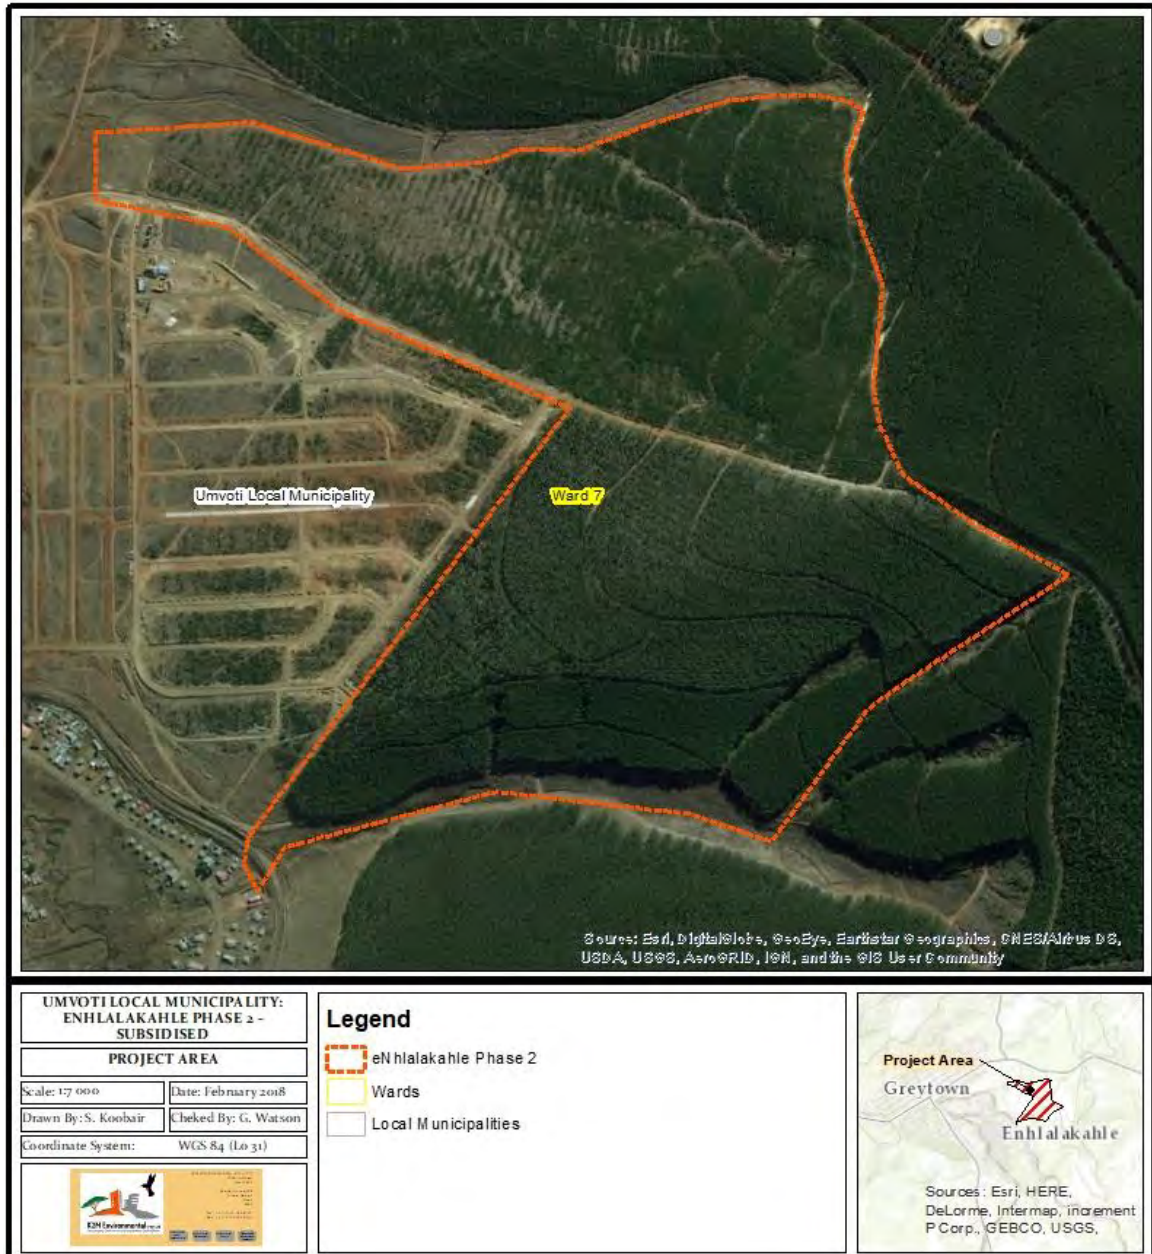 Umvoti Local Municipality
Ward 7
Source: Esri, DigitalGlobe, GeoEye, Earthstar Geographics, CNES/Airbus DS,
USDA, USGS, AeroGRID, IGN, and the GIS User Community
UMVOTI LOCAL MUNICIPALITY:
ENHLALAKAHLE PHASE 2 -
SUBSIDISED
PROJECT AREA
Scale: 1:7 000
Date: February 2018
Drawn By: S. Koobair
Cheked By: G. Watson
Coordinate System: WGS 84 (Lo 31)
K2M Environmental
Legend
eNhlalakahle Phase 2
Wards
Local Municipalities
Project Area
Greytown
Enhlalakahle
Sources: Esri, HERE,
DeLorme, Intermap, increment
P Corp., GEBCO, USGS,